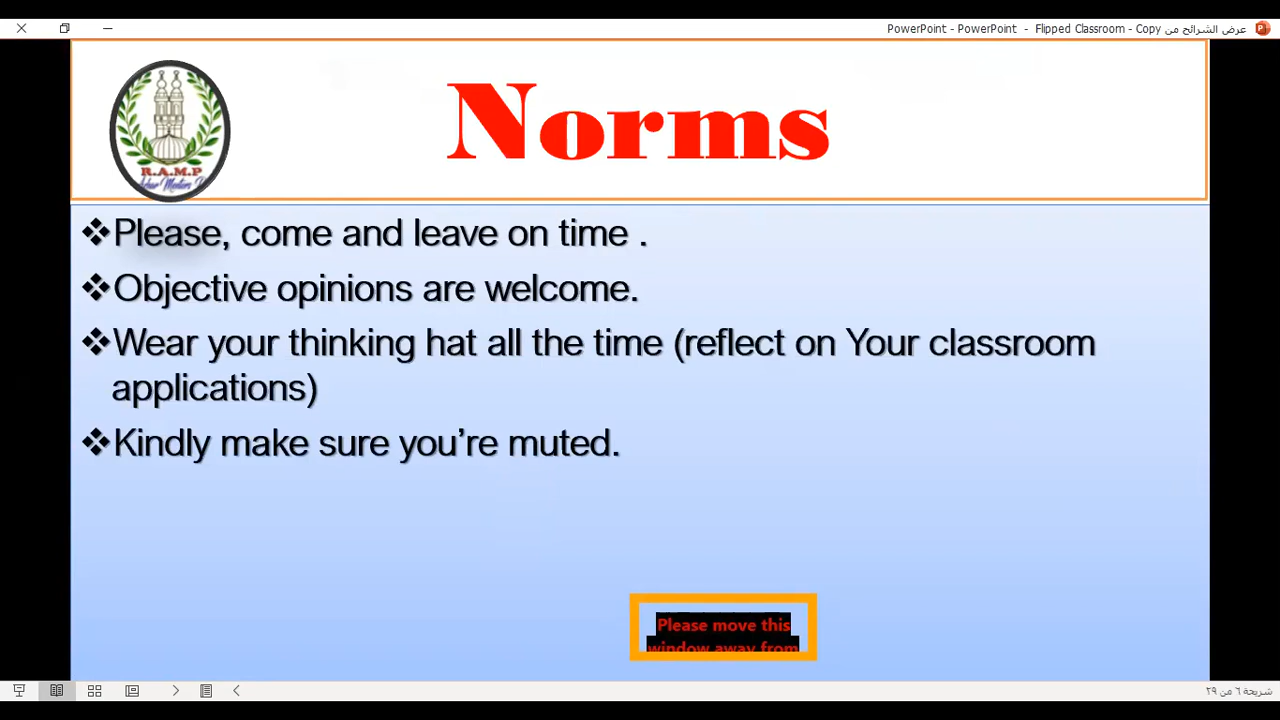 PowerPoint - PowerPoint - Flipped Classroom - Copy عرض الشرائح من
Norms
R.A.M.P
❖Please, come and leave on time .
❖Objective opinions are welcome.
❖Wear your thinking hat all the time (reflect on Your classroom
applications)
❖Kindly make sure you’re muted.
Please move this
window away from
شريحة ٦ من ٢٩